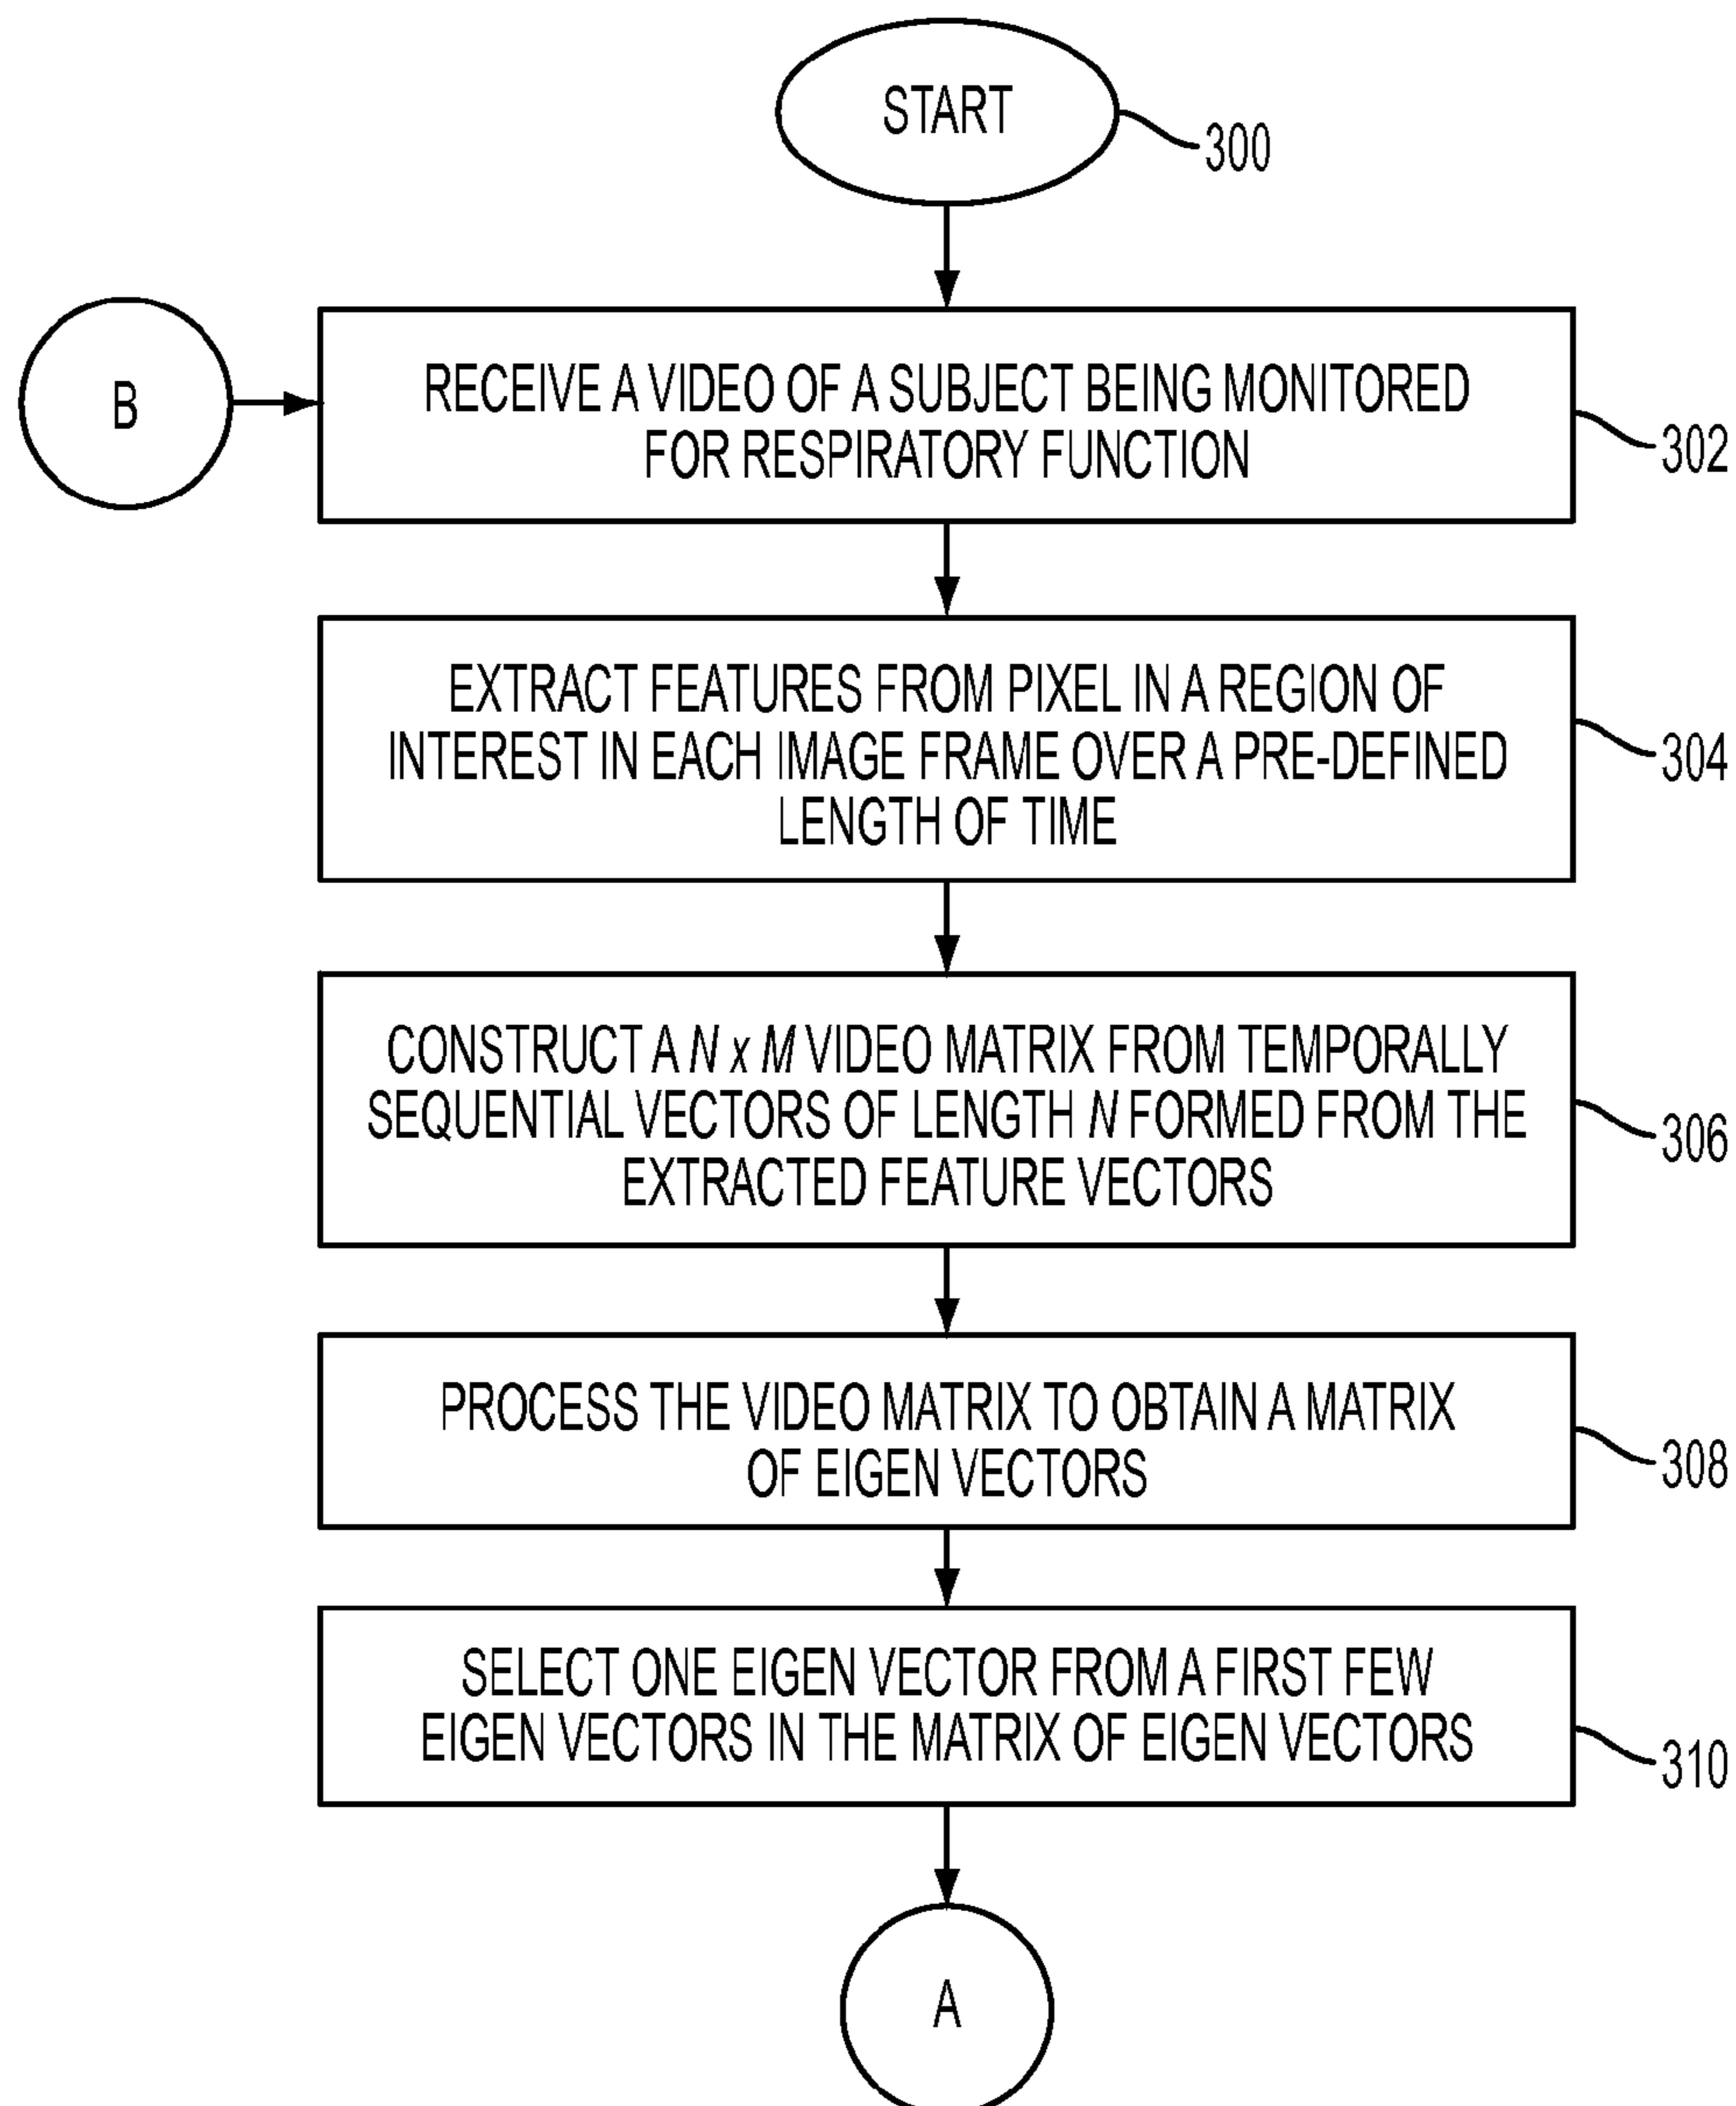 START
300
B
RECEIVE A VIDEO OF A SUBJECT BEING MONITORED
FOR RESPIRATORY FUNCTION
302
EXTRACT FEATURES FROM PIXEL IN A REGION OF
INTEREST IN EACH IMAGE FRAME OVER A PRE-DEFINED
LENGTH OF TIME
304
CONSTRUCT A N x M VIDEO MATRIX FROM TEMPORALLY
SEQUENTIAL VECTORS OF LENGTH N FORMED FROM THE
EXTRACTED FEATURE VECTORS
306
PROCESS THE VIDEO MATRIX TO OBTAIN A MATRIX
OF EIGEN VECTORS
308
SELECT ONE EIGEN VECTOR FROM A FIRST FEW
EIGEN VECTORS IN THE MATRIX OF EIGEN VECTORS
310
A